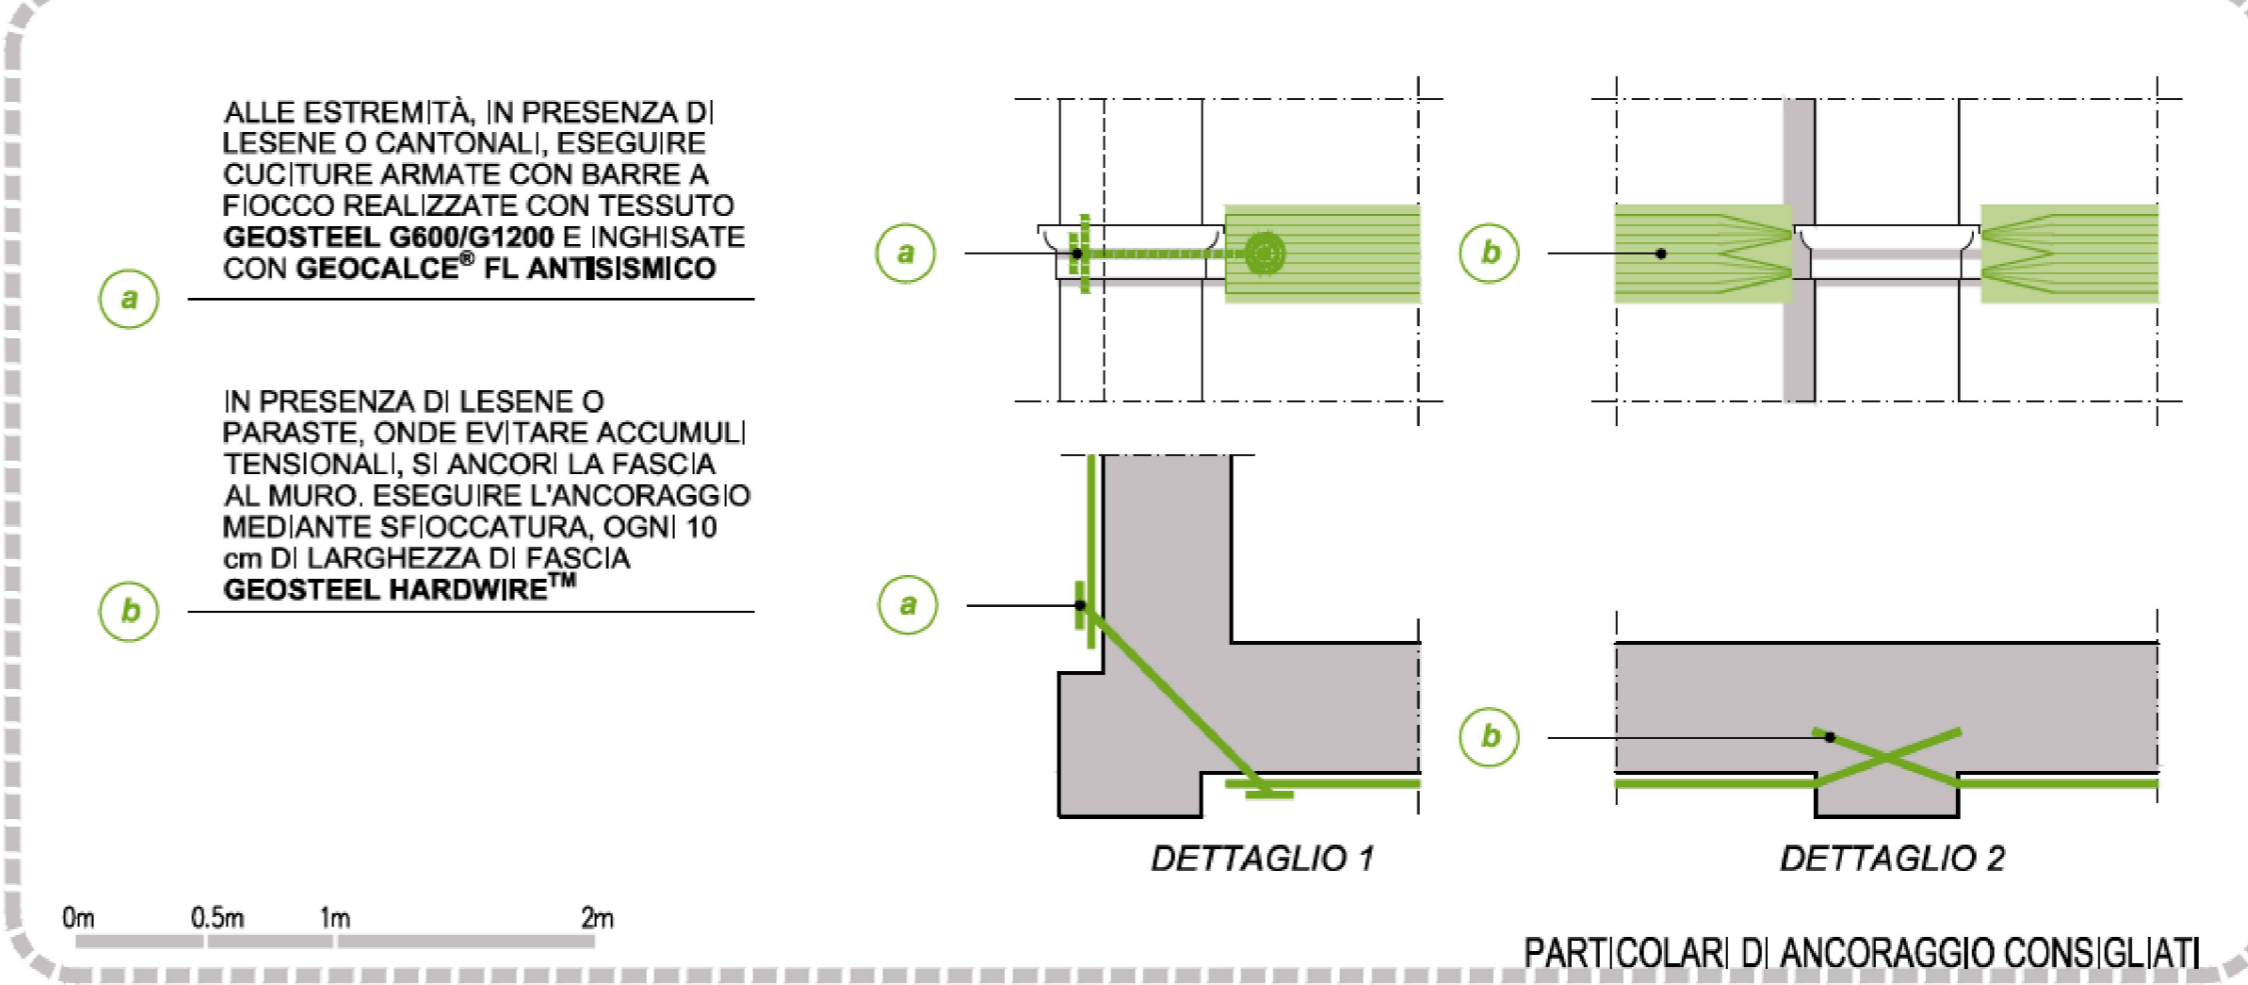 ALLE ESTREMITÀ, IN PRESENZA DI
LESENE O CANTONALI, ESEGUIRE
CUCITURE ARMATE CON BARRE A
FIOCCO REALIZZATE CON TESSUTO
GEOSTEEL G600/G1200 E INGHISATE
CON GEOCALCE® FL ANTISISMICO
a
IN PRESENZA DI LESENE O
PARASTE, ONDE EVITARE ACCUMULI
TENSIONALI, SI ANCORI LA FASCIA
AL MURO. ESEGUIRE L'ANCORAGGIO
MEDIANTE SFIOCCATURA, OGNI 10
cm DI LARGHEZZA DI FASCIA
GEOSTEEL HARDWIRE™
b
a
b
a
b
DETTAGLIO 1
DETTAGLIO 2
0m 0.5m 1m 2m
PARTICOLARI DI ANCORAGGIO CONSIGLIATI